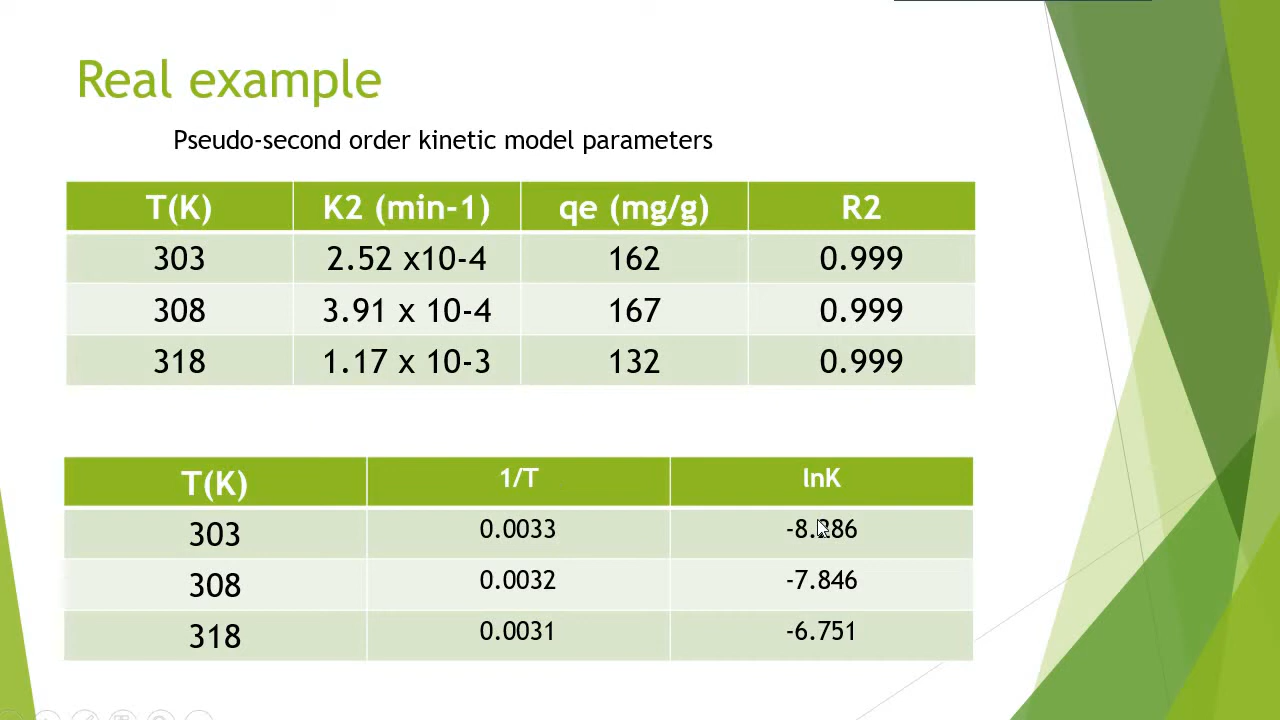 Real example
Pseudo-second order kinetic model parameters
T(K) K2 (min-1) qe (mg/g) R2
303 2.52 x10-4 162 0.999
308 3.91 x 10-4 167 0.999
318 1.17 x 10-3 132 0.999
T(K) 1/T lnK
303 0.0033
308 0.0032 -7.846
318 0.0031 -6.751